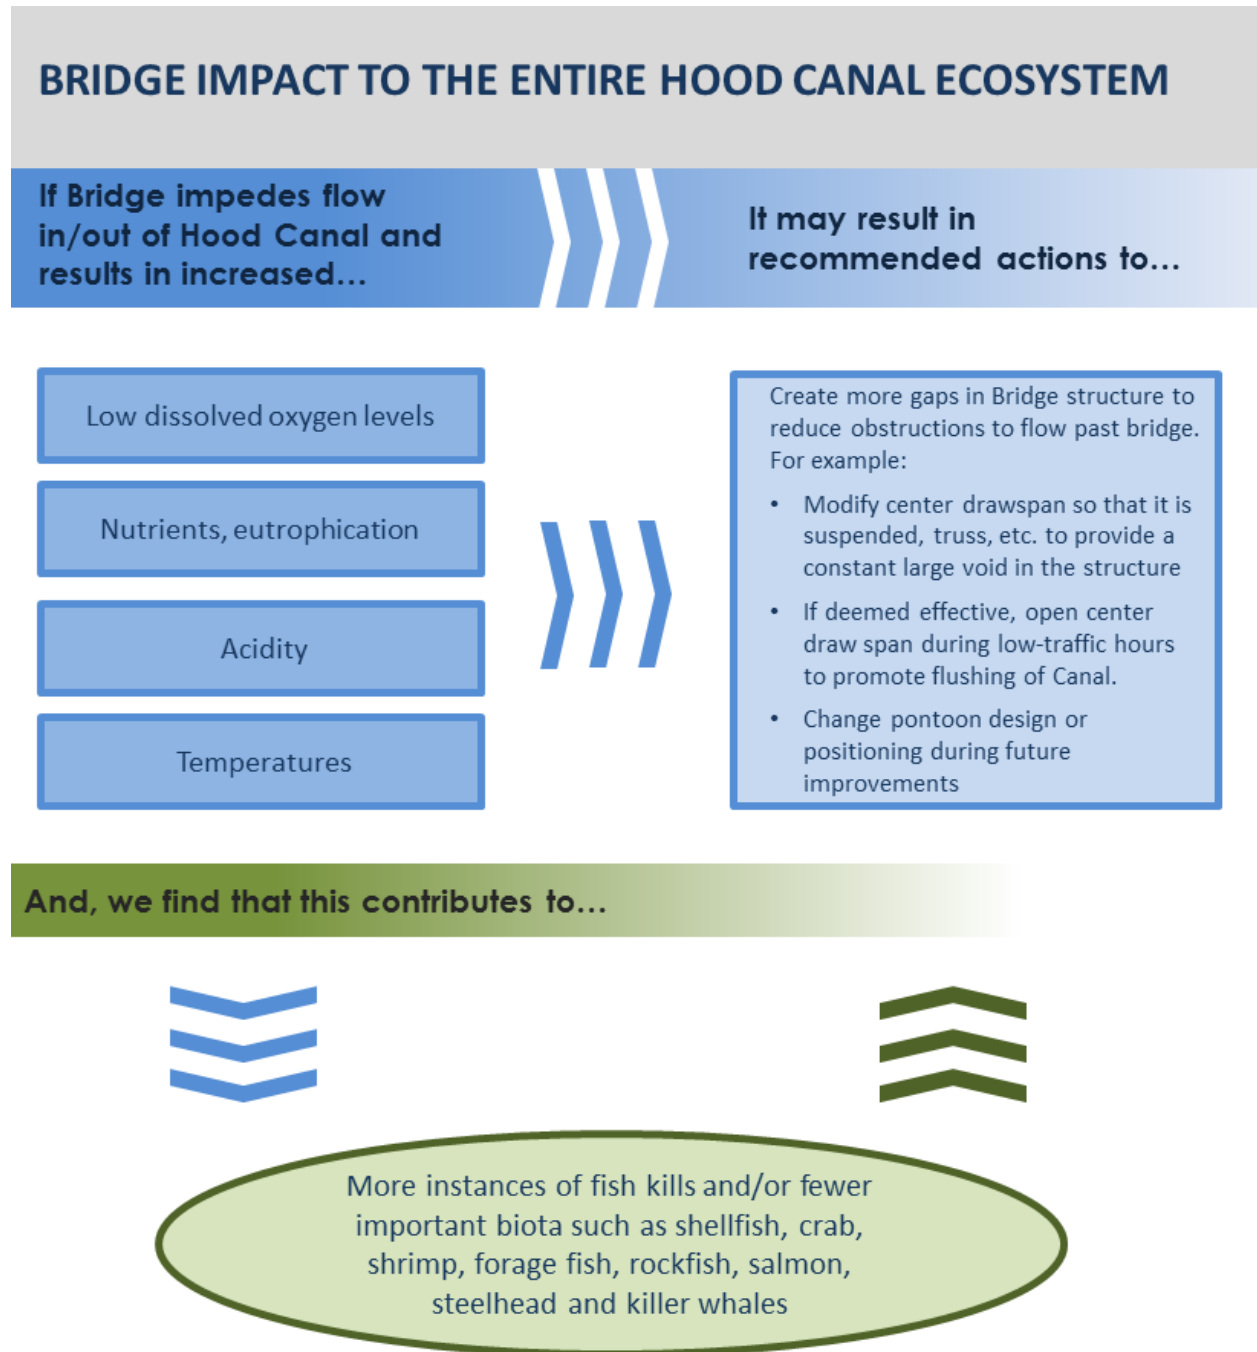 BRIDGE IMPACT TO THE ENTIRE HOOD CANAL ECOSYSTEM
If Bridge impedes flow
in/out of Hood Canal and
results in increased...
It may result in
recommended actions to...
Low dissolved oxygen levels
Nutrients, eutrophication
Acidity
Temperatures
Create more gaps in Bridge structure to
reduce obstructions to flow past bridge.
For example:
• Modify center drawspan so that it is
suspended, truss, etc. to provide a
constant large void in the structure
• If deemed effective, open center
draw span during low-traffic hours
to promote flushing of Canal.
• Change pontoon design or
positioning during future
improvements
And, we find that this contributes to...
More instances of fish kills and/or fewer
important biota such as shellfish, crab,
shrimp, forage fish, rockfish, salmon,
steelhead and killer whales